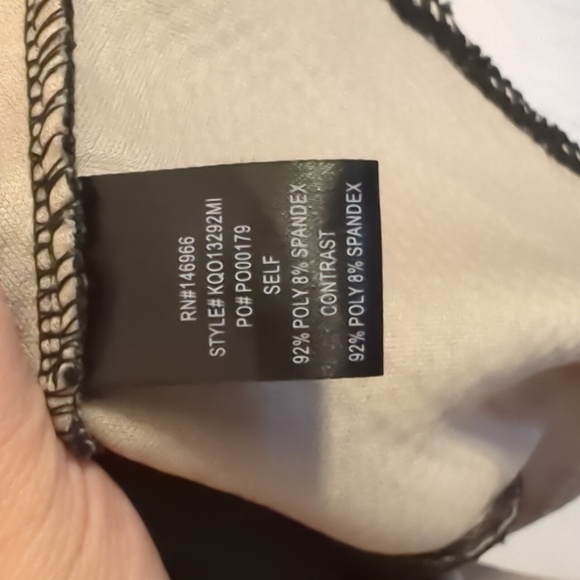 RN#146966
STYLE# KQO13292MI
PO# PO00179
SELF
92% POLY 8% SPANDEX
CONTRAST
92% POLY 8% SPANDEX